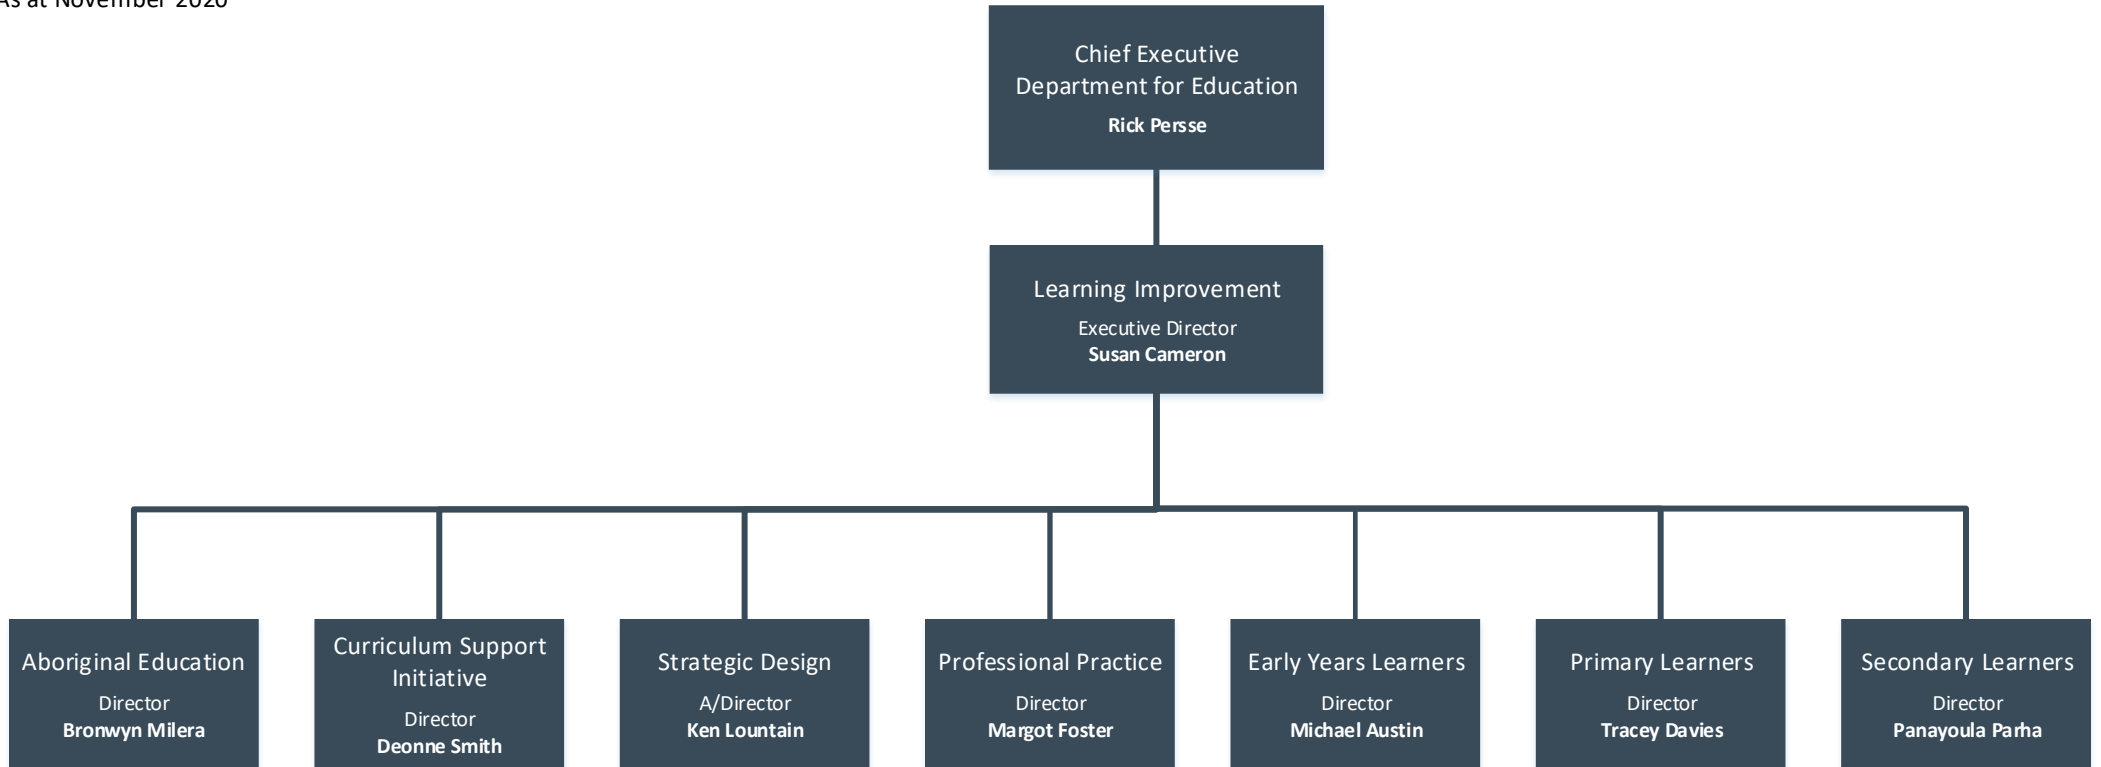 As at November 2020
Chief Executive
Department for Education
Rick Persse
Learning Improvement
Executive Director
Susan Cameron
Aboriginal Education
Director
Bronwyn Milera
Curriculum Support
Initiative
Director
Deonne Smith
Strategic Design
A/Director
Ken Lountain
Professional Practice
Director
Margot Foster
Early Years Learners
Director
Michael Austin
Primary Learners
Director
Tracey Davies
Secondary Learners
Director
Panayoula Parha